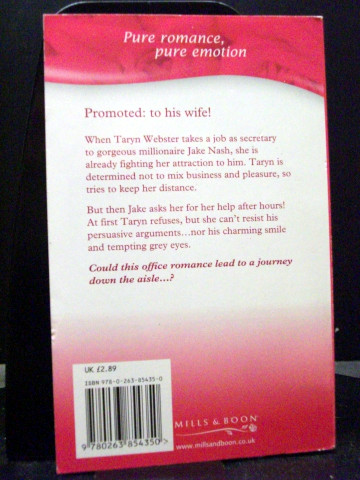 Pure romance,
pure emotion
Promoted: to his wife!
When Taryn Webster takes a job as secretary
to gorgeous millionaire Jake Nash, she is
already fighting her attraction to him. Taryn is
determined not to mix business and pleasure, so
tries to keep her distance.
But then Jake asks her for her help after hours!
At first Taryn refuses, but she can't resist his
persuasive arguments…nor his charming smile
and tempting grey eyes.
Could this office romance lead to a journey
down the aisle…?
UK £2.89
ISBN 978-0-263-85435-0
9 780263 854350 >
MILLS & BOON®
www.millsandboon.co.uk